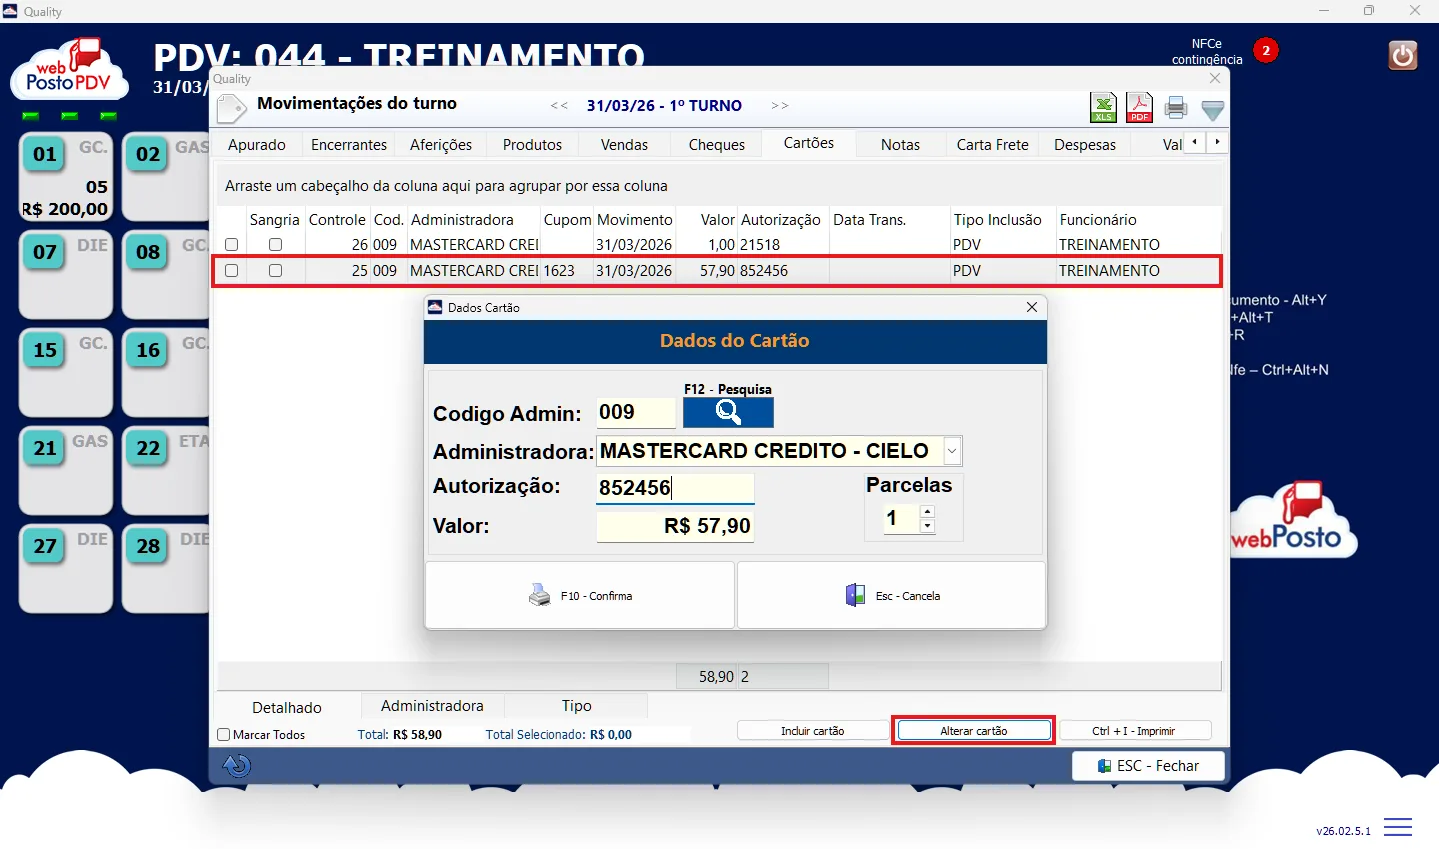 Quality
web
PostoPDV
PDV: 044 - TREINAMENTO
31/03/
NFCe
contingência
2
Quality
Movimentações do turno
<< 31/03/26 - 1º TURNO >>
XLS PDF
Apurado Encerrantes Aferições Produtos Vendas Cheques Cartões Notas Carta Frete Despesas Val
Arraste um cabeçalho da coluna aqui para agrupar por essa coluna
Sangria Controle Cod. Administradora Cupom Movimento Valor Autorização Data Trans. Tipo Inclusão Funcionário
26 009 MASTERCARD CREI 31/03/2026 1,00 21518 PDV TREINAMENTO
25 009 MASTERCARD CREI 1623 31/03/2026 57,90 852456 PDV TREINAMENTO
01 GC.
05
R$ 200,00
02 GAS
07 DIE
08 GC.
15 GC.
16 GC.
21 GAS
22 ETA
27 DIE
28 DIE
Dados Cartão
Dados do Cartão
F12 - Pesquisa
Codigo Admin: 009
Administradora: MASTERCARD CREDITO - CIELO
Autorização: 852456
Parcelas
1
Valor: R$ 57,90
F10 - Confirma
Esc - Cancela
umento - Alt+Y
+Alt+T
+R
lfe – Ctrl+Alt+N
webPosto
58,90 2
Detalhado Administradora Tipo
Marcar Todos Total: R$ 58,90 Total Selecionado: R$ 0,00
Incluir cartão Alterar cartão Ctrl + I - Imprimir
ESC - Fechar
v26.02.5.1